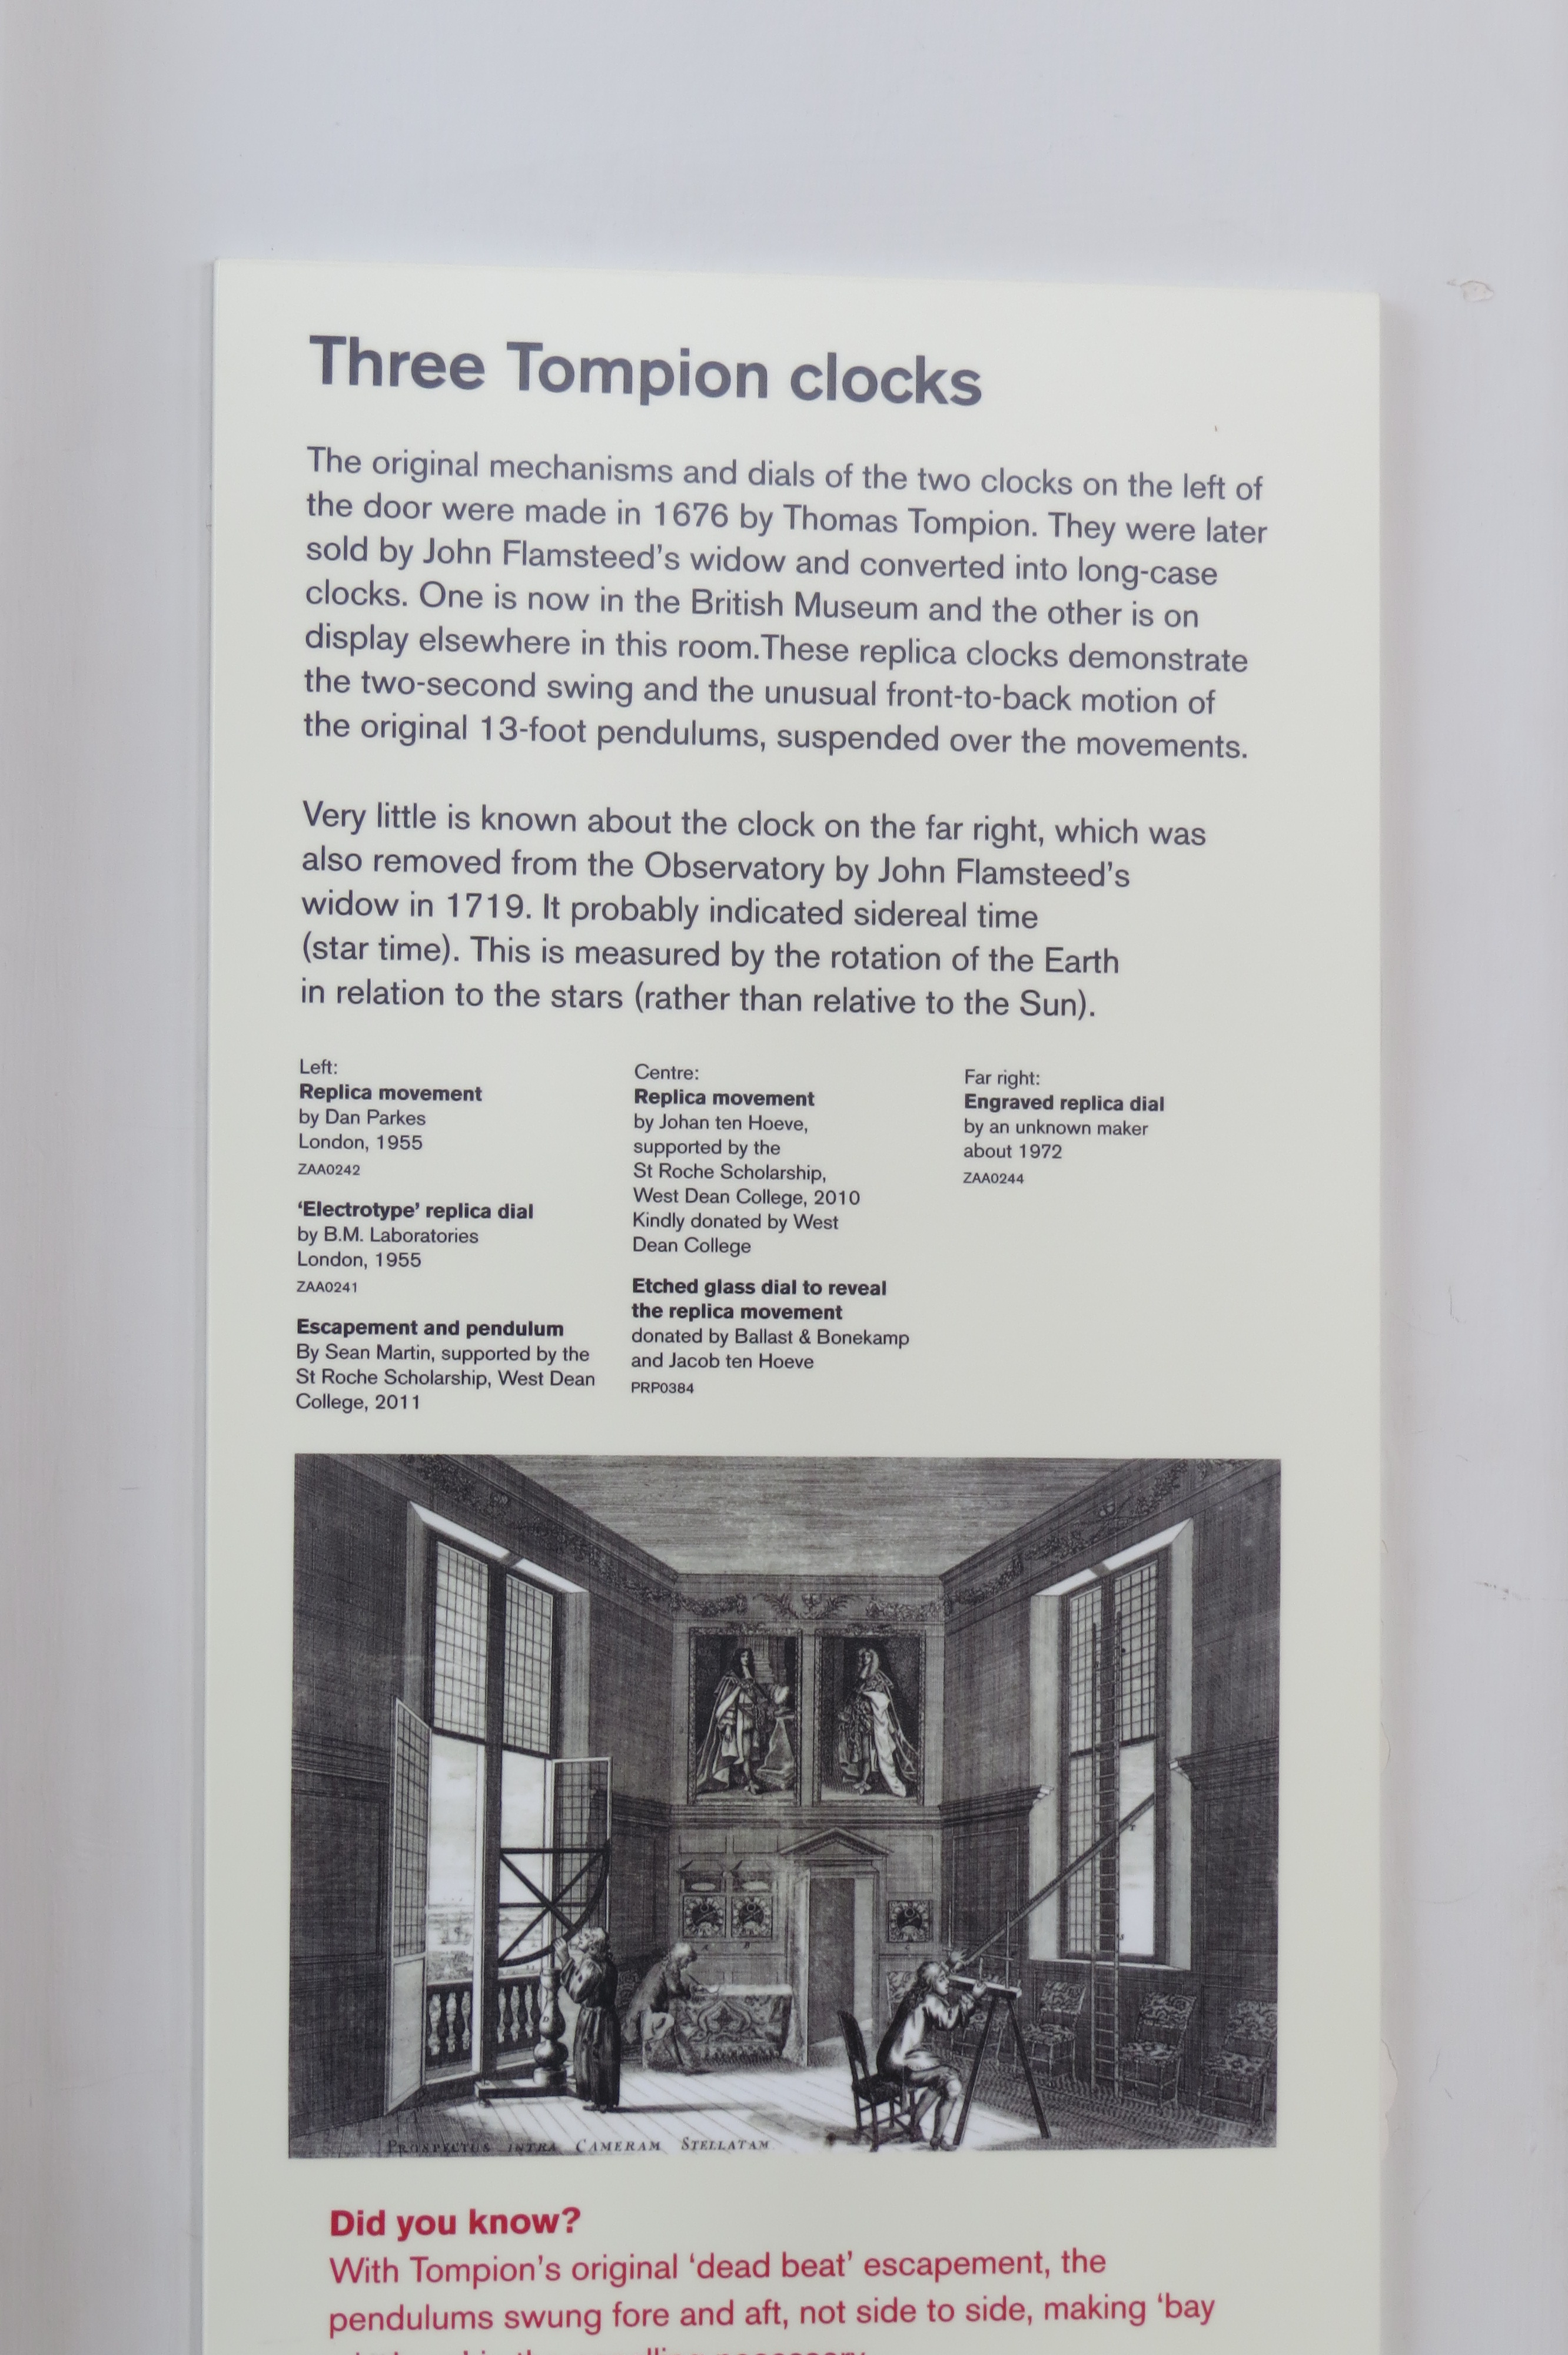 Three Tompion clocks
The original mechanisms and dials of the two clocks on the left of
the door were made in 1676 by Thomas Tompion. They were later
sold by John Flamsteed's widow and converted into long-case
clocks. One is now in the British Museum and the other is on
display elsewhere in this room.These replica clocks demonstrate
the two-second swing and the unusual front-to-back motion of
the original 13-foot pendulums, suspended over the movements.
Very little is known about the clock on the far right, which was
also removed from the Observatory by John Flamsteed's
widow in 1719. It probably indicated sidereal time
(star time). This is measured by the rotation of the Earth
in relation to the stars (rather than relative to the Sun).
Left:
Replica movement
by Dan Parkes
London, 1955
ZAA0242
‘Electrotype’ replica dial
by B.M. Laboratories
London, 1955
ZAA0241
Escapement and pendulum
By Sean Martin, supported by the
St Roche Scholarship, West Dean
College, 2011
Centre:
Replica movement
by Johan ten Hoeve,
supported by the
St Roche Scholarship,
West Dean College, 2010
Kindly donated by West
Dean College
Etched glass dial to reveal
the replica movement
donated by Ballast & Bonekamp
and Jacob ten Hoeve
PRP0384
Far right:
Engraved replica dial
by an unknown maker
about 1972
ZAA0244
PROSPECTUS INTRA CAMERAM STELLATAM
Did you know?
With Tompion's original ‘dead beat’ escapement, the
pendulums swung fore and aft, not side to side, making ‘bay